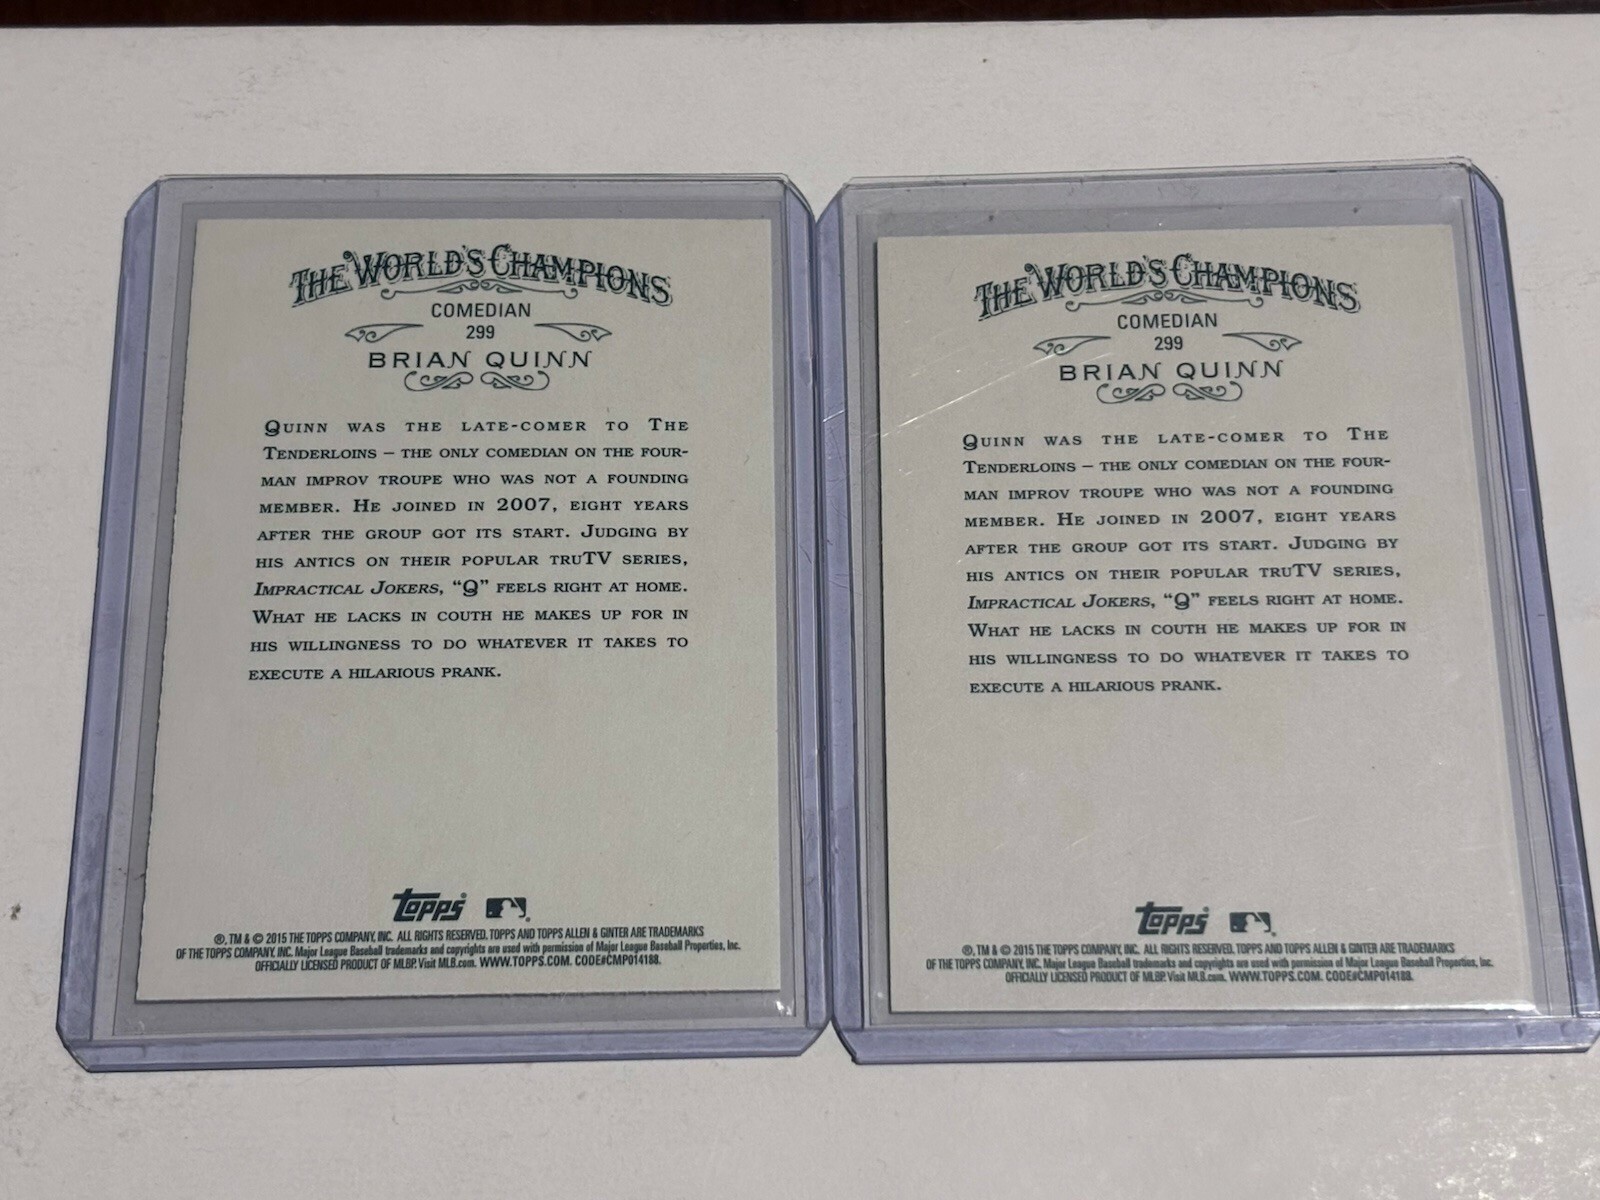 THE WORLD'S CHAMPIONS
COMEDIAN
299
BRIAN QUINN
QUINN WAS THE LATE-COMER TO THE
TENDERLOINS – THE ONLY COMEDIAN ON THE FOUR-
MAN IMPROV TROUPE WHO WAS NOT A FOUNDING
MEMBER. HE JOINED IN 2007, EIGHT YEARS
AFTER THE GROUP GOT ITS START. JUDGING BY
HIS ANTICS ON THEIR POPULAR TRUTV SERIES,
IMPRACTICAL JOKERS, “Q” FEELS RIGHT AT HOME.
WHAT HE LACKS IN COUTH HE MAKES UP FOR IN
HIS WILLINGNESS TO DO WHATEVER IT TAKES TO
EXECUTE A HILARIOUS PRANK.
Topps
®, TM & © 2015 THE TOPPS COMPANY, INC. ALL RIGHTS RESERVED. TOPPS AND TOPPS ALLEN & GINTER ARE TRADEMARKS
OF THE TOPPS COMPANY, INC. Major League Baseball trademarks and copyrights are used with permission of Major League Baseball Properties, Inc.
OFFICIALLY LICENSED PRODUCT OF MLBP. Visit MLB.com. WWW.TOPPS.COM. CODE#CMP014188.
THE WORLD'S CHAMPIONS
COMEDIAN
299
BRIAN QUINN
QUINN WAS THE LATE-COMER TO THE
TENDERLOINS – THE ONLY COMEDIAN ON THE FOUR-
MAN IMPROV TROUPE WHO WAS NOT A FOUNDING
MEMBER. HE JOINED IN 2007, EIGHT YEARS
AFTER THE GROUP GOT ITS START. JUDGING BY
HIS ANTICS ON THEIR POPULAR TRUTV SERIES,
IMPRACTICAL JOKERS, “Q” FEELS RIGHT AT HOME.
WHAT HE LACKS IN COUTH HE MAKES UP FOR IN
HIS WILLINGNESS TO DO WHATEVER IT TAKES TO
EXECUTE A HILARIOUS PRANK.
Topps
®, TM & © 2015 THE TOPPS COMPANY, INC. ALL RIGHTS RESERVED. TOPPS AND TOPPS ALLEN & GINTER ARE TRADEMARKS
OF THE TOPPS COMPANY, INC. Major League Baseball trademarks and copyrights are used with permission of Major League Baseball Properties, Inc.
OFFICIALLY LICENSED PRODUCT OF MLBP. Visit MLB.com. WWW.TOPPS.COM. CODE#CMP014188.